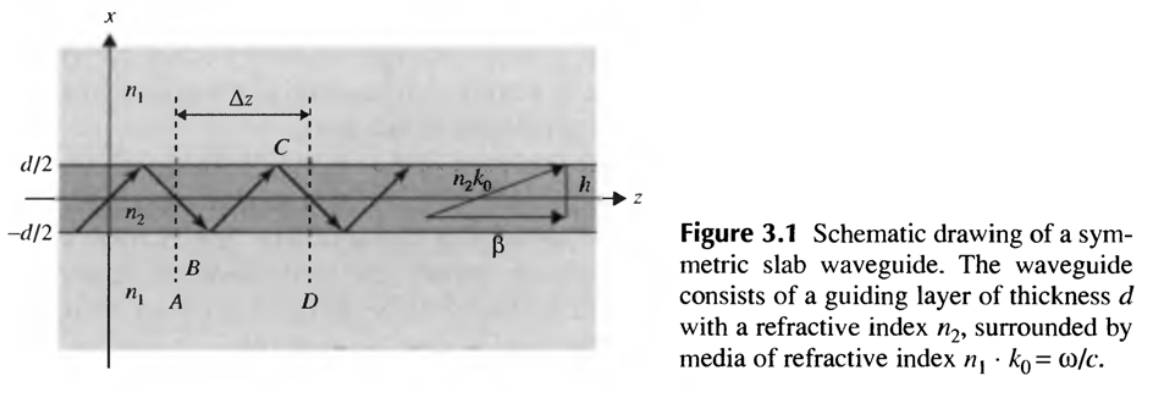 x
n₁
Δz
C
d/2
n₂k₀
h
z
n₂
-d/2
β
B
n₁
A
D
Figure 3.1 Schematic drawing of a sym-
metric slab waveguide. The waveguide
consists of a guiding layer of thickness d
with a refractive index n₂, surrounded by
media of refractive index n₁ · k₀ = ω/c.